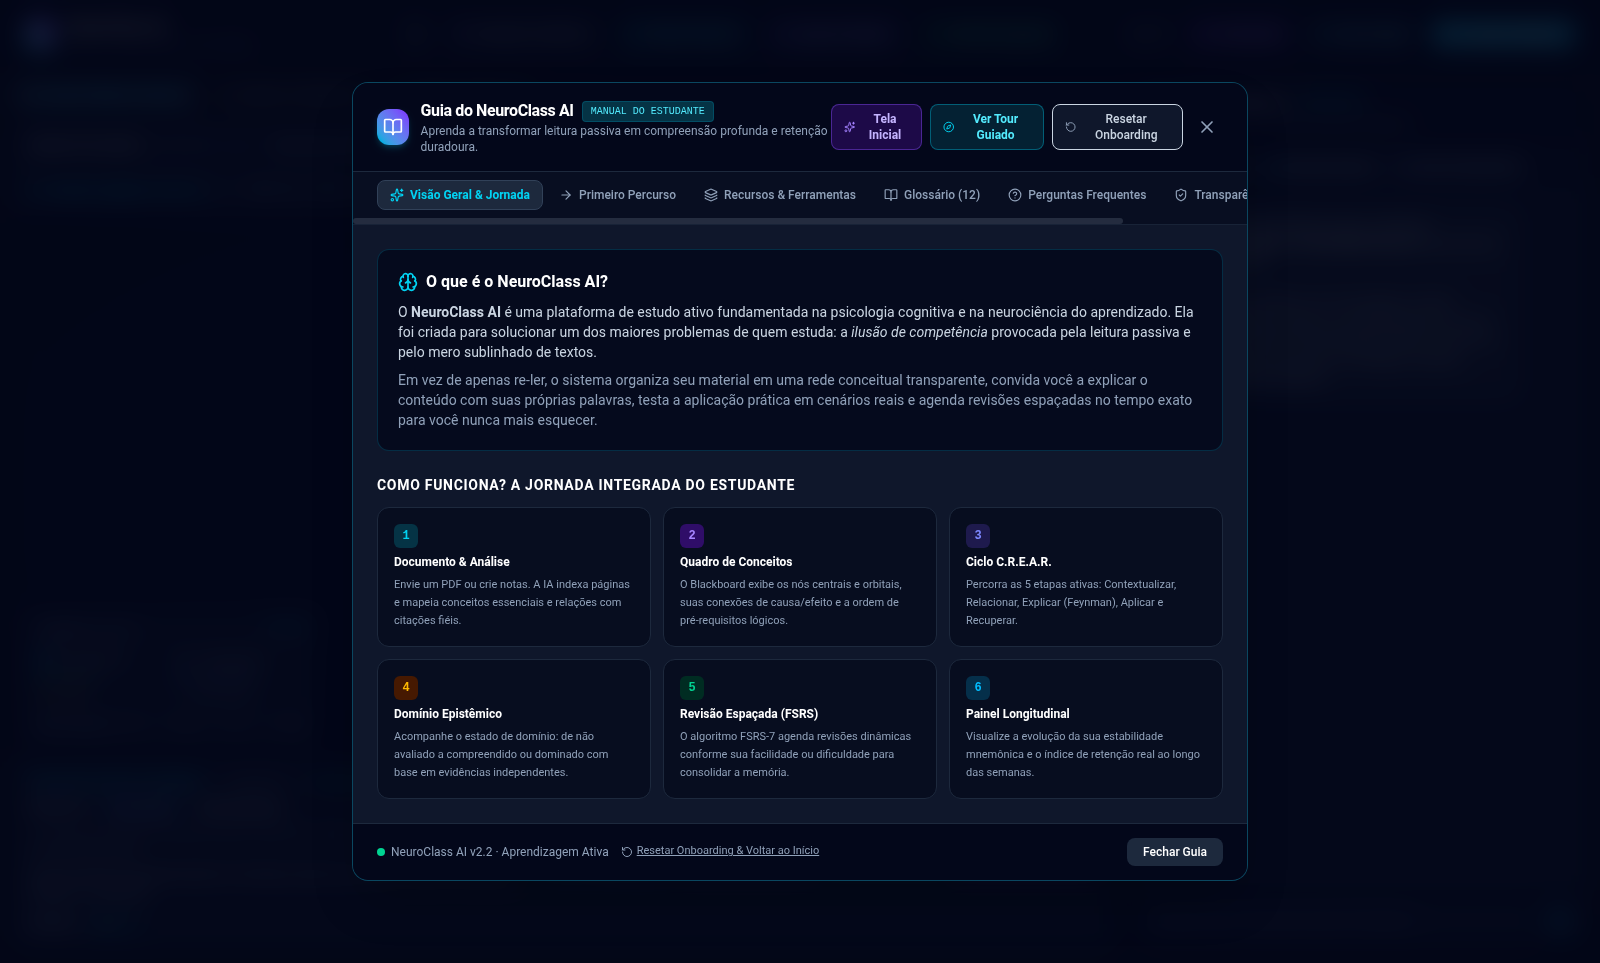 Guia do NeuroClass AI
MANUAL DO ESTUDANTE
Aprenda a transformar leitura passiva em compreensão profunda e retenção
duradoura.
Tela
Inicial
Ver Tour
Guiado
Resetar
Onboarding
Visão Geral & Jornada
Primeiro Percurso
Recursos & Ferramentas
Glossário (12)
Perguntas Frequentes
Transparê
O que é o NeuroClass AI?
O NeuroClass AI é uma plataforma de estudo ativo fundamentada na psicologia cognitiva e na neurociência do aprendizado. Ela
foi criada para solucionar um dos maiores problemas de quem estuda: a ilusão de competência provocada pela leitura passiva e
pelo mero sublinhado de textos.
Em vez de apenas re-ler, o sistema organiza seu material em uma rede conceitual transparente, convida você a explicar o
conteúdo com suas próprias palavras, testa a aplicação prática em cenários reais e agenda revisões espaçadas no tempo exato
para você nunca mais esquecer.
COMO FUNCIONA? A JORNADA INTEGRADA DO ESTUDANTE
1
Documento & Análise
Envie um PDF ou crie notas. A IA indexa páginas
e mapeia conceitos essenciais e relações com
citações fiéis.
2
Quadro de Conceitos
O Blackboard exibe os nós centrais e orbitais,
suas conexões de causa/efeito e a ordem de
pré-requisitos lógicos.
3
Ciclo C.R.E.A.R.
Percorra as 5 etapas ativas: Contextualizar,
Relacionar, Explicar (Feynman), Aplicar e
Recuperar.
4
Domínio Epistêmico
Acompanhe o estado de domínio: de não
avaliado a compreendido ou dominado com
base em evidências independentes.
5
Revisão Espaçada (FSRS)
O algoritmo FSRS-7 agenda revisões dinâmicas
conforme sua facilidade ou dificuldade para
consolidar a memória.
6
Painel Longitudinal
Visualize a evolução da sua estabilidade
mnemônica e o índice de retenção real ao longo
das semanas.
NeuroClass AI v2.2 · Aprendizagem Ativa
Resetar Onboarding & Voltar ao Início
Fechar Guia